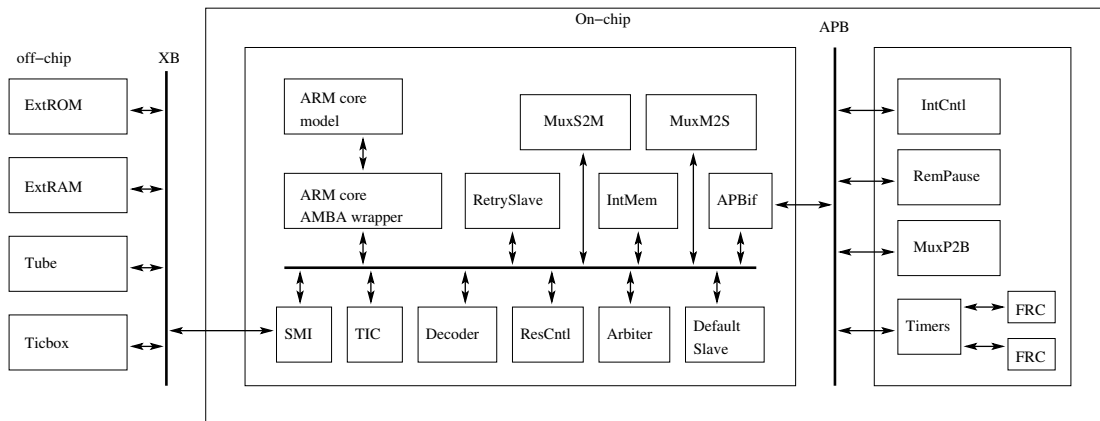 On-chip
off-chip
XB
APB
ExtROM
ExtRAM
Tube
Ticbox
ARM core
model
MuxS2M
MuxM2S
ARM core
AMBA wrapper
RetrySlave
IntMem
APBif
SMI
TIC
Decoder
ResCntl
Arbiter
Default
Slave
IntCntl
RemPause
MuxP2B
Timers
FRC
FRC